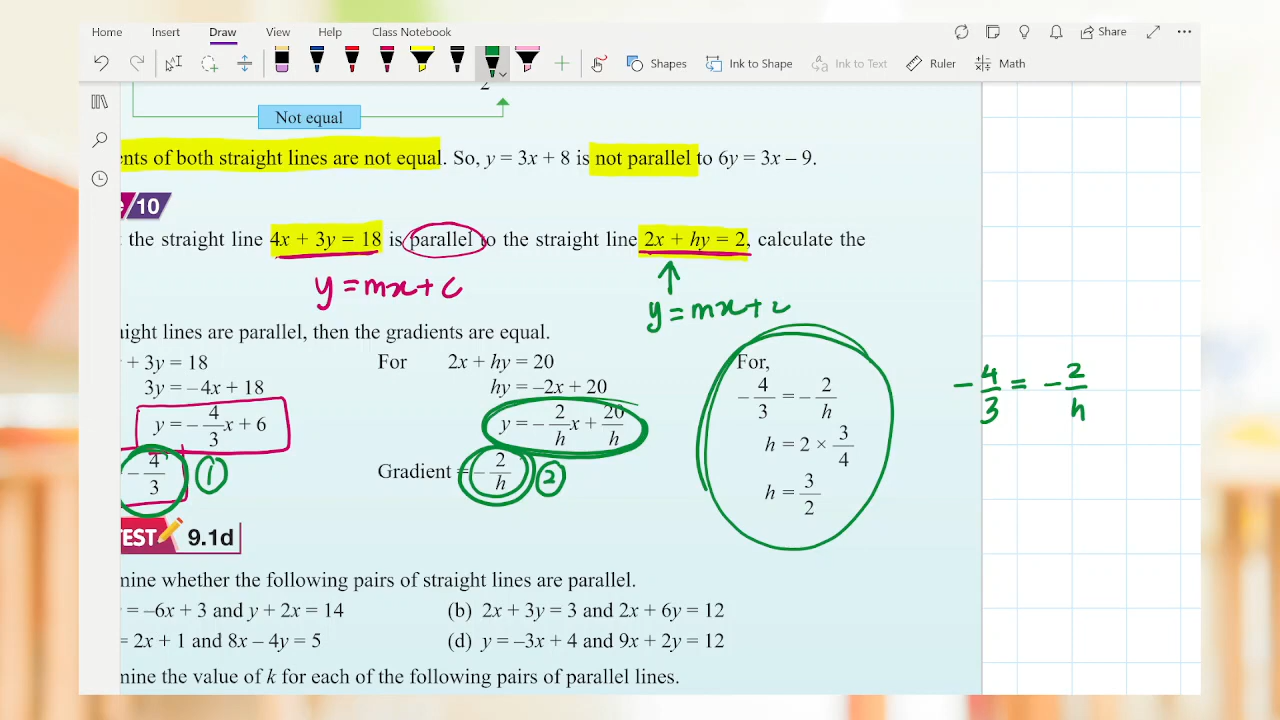 Home Insert Draw View Help Class Notebook Share
Shapes Ink to Shape Ink to Text Ruler Math
2
Not equal
ents of both straight lines are not equal. So, y = 3x + 8 is not parallel to 6y = 3x – 9.
/10
the straight line 4x + 3y = 18 is parallel to the straight line 2x + hy = 2, calculate the
y = mx + c
y = mx + c
aight lines are parallel, then the gradients are equal.
+ 3y = 18 For 2x + hy = 20 For,
3y = –4x + 18 hy = –2x + 20 –4/3 = –2/h –4/3 = –2/h
y = –4/3x + 6 y = –2/hx + 20/h h = 2 × 3/4
–4/3 ① Gradient = –2/h ② h = 3/2
EST 9.1d
mine whether the following pairs of straight lines are parallel.
= –6x + 3 and y + 2x = 14 (b) 2x + 3y = 3 and 2x + 6y = 12
= 2x + 1 and 8x – 4y = 5 (d) y = –3x + 4 and 9x + 2y = 12
mine the value of k for each of the following pairs of parallel lines.